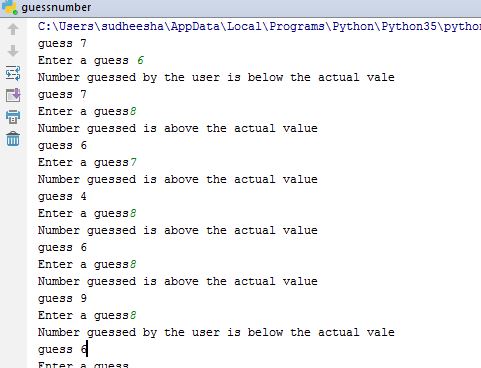 guessnumber
C:\Users\sudheesha\AppData\Local\Programs\Python\Python35\pytho
guess 7
Enter a guess 6
Number guessed by the user is below the actual vale
guess 7
Enter a guess8
Number guessed is above the actual value
guess 6
Enter a guess7
Number guessed is above the actual value
guess 4
Enter a guess8
Number guessed is above the actual value
guess 6
Enter a guess8
Number guessed is above the actual value
guess 9
Enter a guess8
Number guessed by the user is below the actual vale
guess 6
Enter a guess